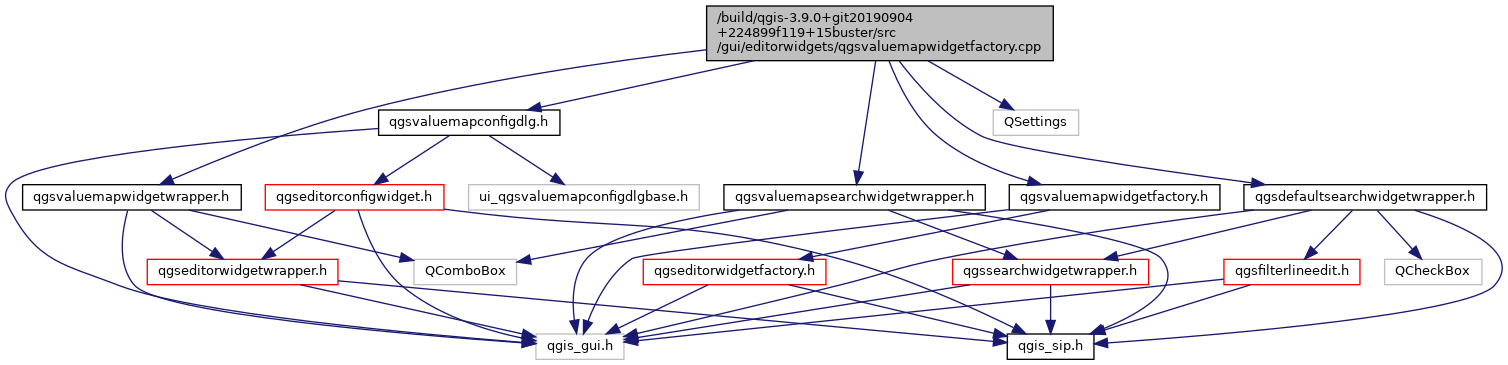 /build/qgis-3.9.0+git20190904
+224899f119+15buster/src
/gui/editorwidgets/qgsvaluemapwidgetfactory.cpp
qgsvaluemapconfigdlg.h
QSettings
qgsvaluemapwidgetwrapper.h
qgseditorconfigwidget.h
ui_qgsvaluemapconfigdlgbase.h
qgsvaluemapsearchwidgetwrapper.h
qgsvaluemapwidgetfactory.h
qgsdefaultsearchwidgetwrapper.h
qgseditorwidgetwrapper.h
QComboBox
qgseditorwidgetfactory.h
qgssearchwidgetwrapper.h
qgsfilterlineedit.h
QCheckBox
qgis_gui.h
qgis_sip.h